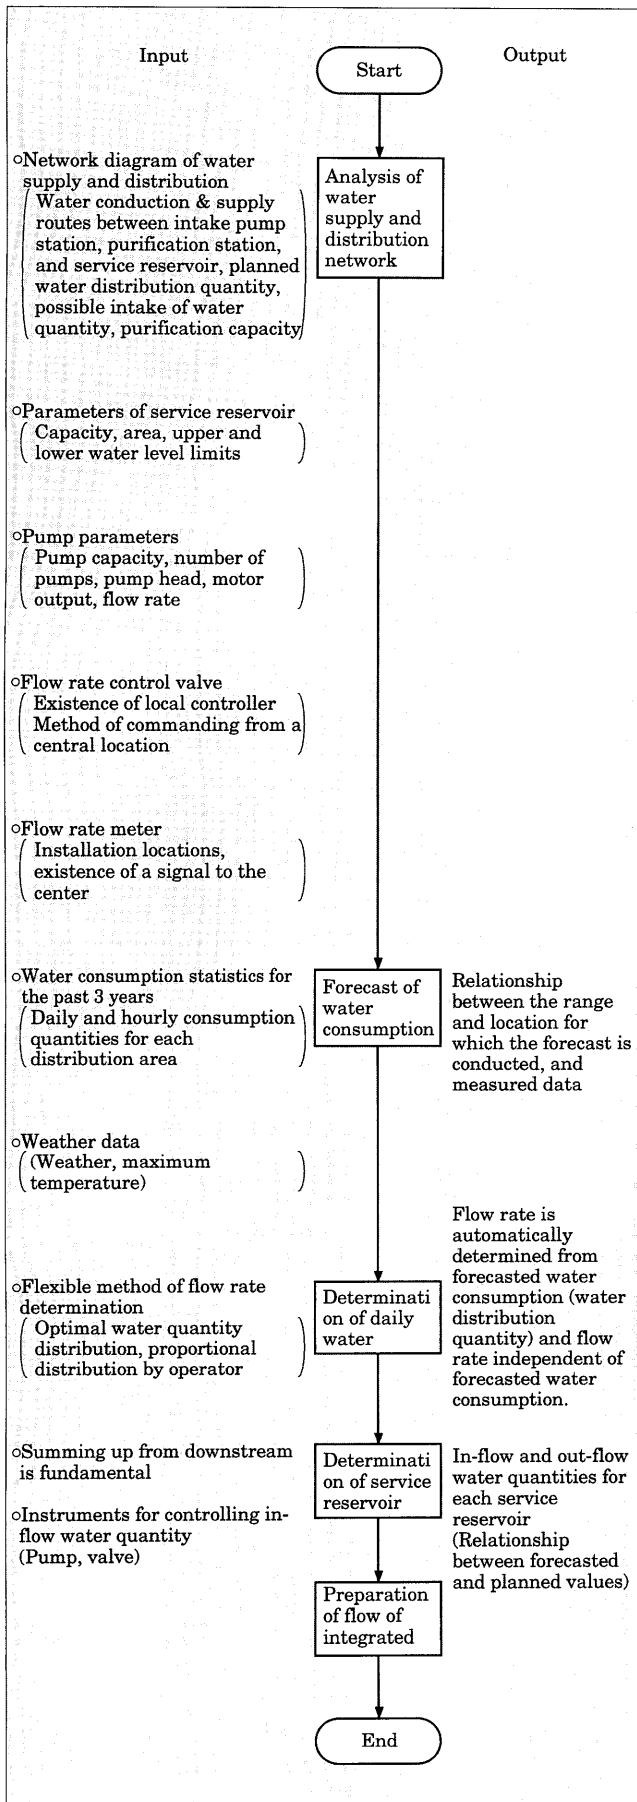 Input
Start
Output
○Network diagram of water
supply and distribution
Water conduction & supply
routes between intake pump
station, purification station,
and service reservoir, planned
water distribution quantity,
possible intake of water
quantity, purification capacity
Analysis of
water
supply and
distribution
network
○Parameters of service reservoir
Capacity, area, upper and
lower water level limits
○Pump parameters
Pump capacity, number of
pumps, pump head, motor
output, flow rate
○Flow rate control valve
Existence of local controller
Method of commanding from a
central location
○Flow rate meter
Installation locations,
existence of a signal to the
center
○Water consumption statistics for
the past 3 years
Daily and hourly consumption
quantities for each
distribution area
Forecast of
water
consumption
Relationship
between the range
and location for
which the forecast is
conducted, and
measured data
○Weather data
(Weather, maximum
temperature)
○Flexible method of flow rate
determination
Optimal water quantity
distribution, proportional
distribution by operator
Determinati
on of daily
water
Flow rate is
automatically
determined from
forecasted water
consumption (water
distribution
quantity) and flow
rate independent of
forecasted water
consumption.
○Summing up from downstream
is fundamental
○Instruments for controlling in-
flow water quantity
(Pump, valve)
Determinati
on of service
reservoir
In-flow and out-flow
water quantities for
each service
reservoir
(Relationship
between forecasted
and planned values)
Preparation
of flow of
integrated
End